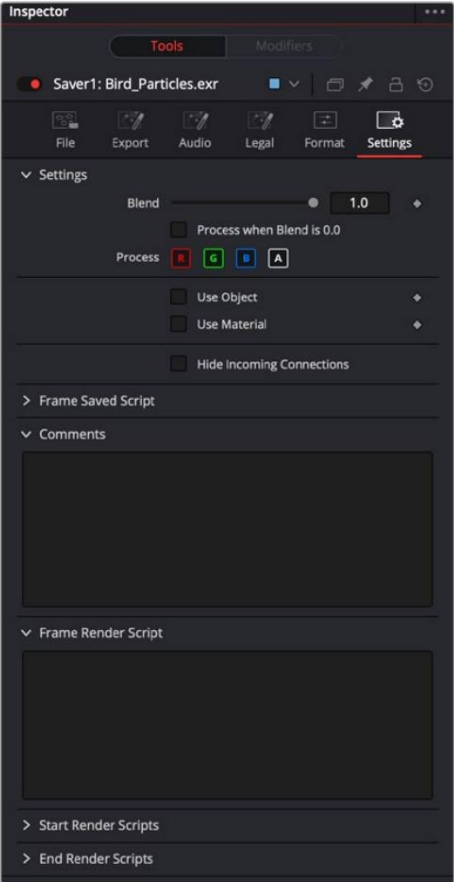 Inspector
Tools Modifiers
Saver1: Bird_Particles.exr
File Export Audio Legal Format Settings
Settings
Blend 1.0
Process when Blend is 0.0
Process R G B A
Use Object
Use Material
Hide Incoming Connections
Frame Saved Script
Comments
Frame Render Script
Start Render Scripts
End Render Scripts